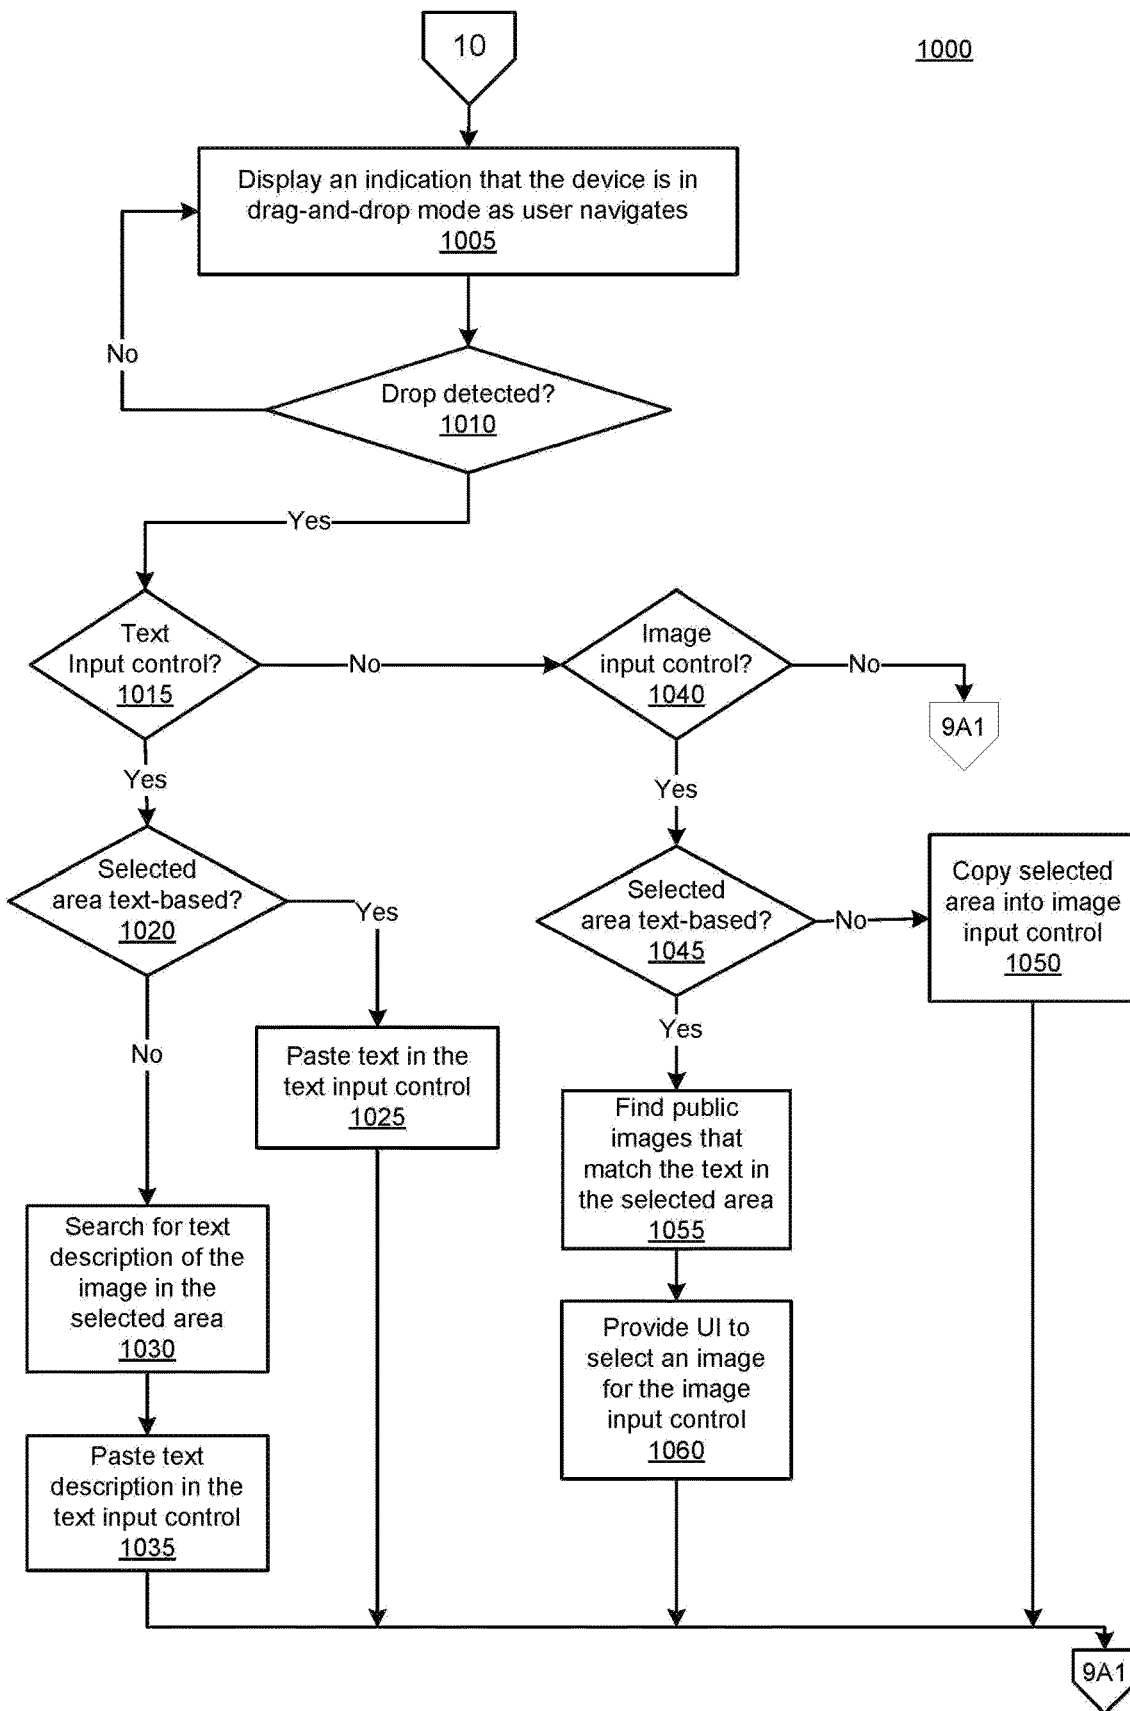 10
1000
Display an indication that the device is in
drag-and-drop mode as user navigates
1005
No
Drop detected?
1010
Yes
Text
Input control?
1015
No
Image
input control?
1040
No
9A1
Yes
Yes
Selected
area text-based?
1020
Yes
Selected
area text-based?
1045
No
Copy selected
area into image
input control
1050
No
Paste text in the
text input control
1025
Yes
Find public
images that
match the text in
the selected area
1055
Search for text
description of the
image in the
selected area
1030
Provide UI to
select an image
for the image
input control
1060
Paste text
description in the
text input control
1035
9A1